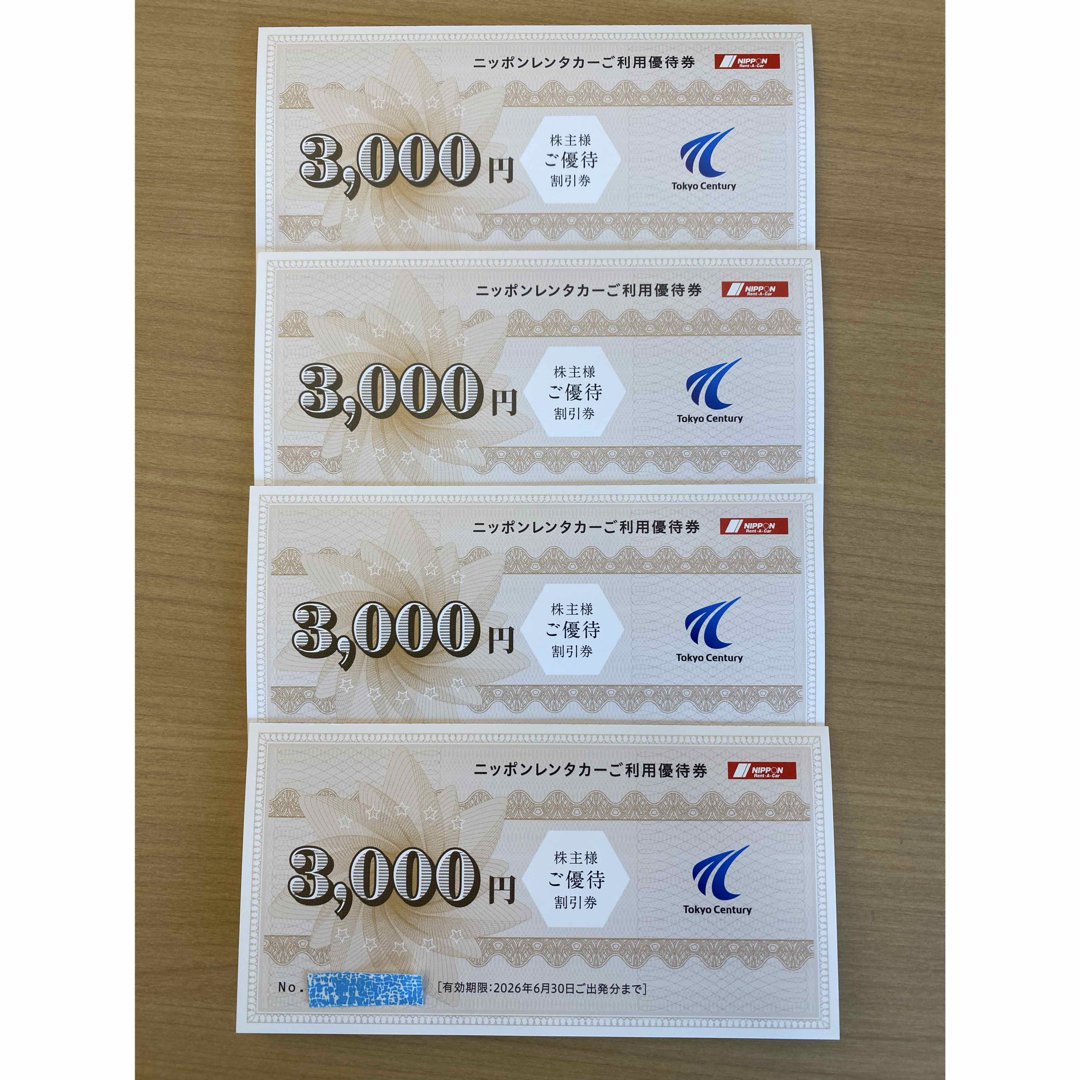 ニッポンレンタカーご利用優待券
NIPPON
Rent-A-Car
3,000円
株主様
ご優待
割引券
Tokyo Century
ニッポンレンタカーご利用優待券
NIPPON
Rent-A-Car
3,000円
株主様
ご優待
割引券
Tokyo Century
ニッポンレンタカーご利用優待券
NIPPON
Rent-A-Car
3,000円
株主様
ご優待
割引券
Tokyo Century
ニッポンレンタカーご利用優待券
NIPPON
Rent-A-Car
3,000円
株主様
ご優待
割引券
Tokyo Century
No. [有効期限:2026年6月30日ご出発分まで]